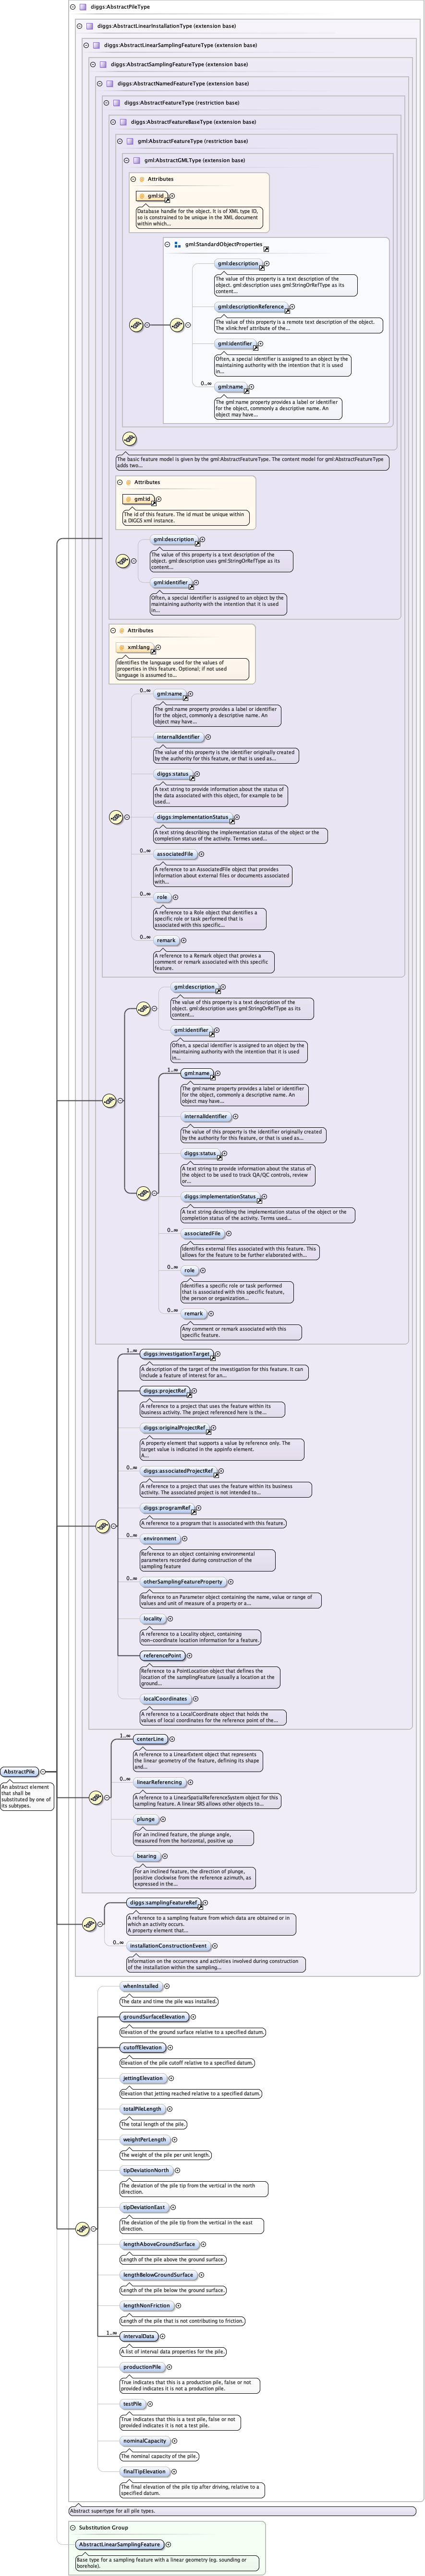 diggs:AbstractPileType
diggs:AbstractLinearInstallationType (extension base)
diggs:AbstractLinearSamplingFeatureType (extension base)
diggs:AbstractSamplingFeatureType (extension base)
diggs:AbstractNamedFeatureType (extension base)
diggs:AbstractFeatureType (restriction base)
diggs:AbstractFeatureBaseType (extension base)
gml:AbstractFeatureType (restriction base)
gml:AbstractGMLType (extension base)
Attributes
gml:id
Database handle for the object. It is of XML type ID,
so is constrained to be unique in the XML document
within which...
gml:StandardObjectProperties
gml:description
The value of this property is a text description of the
object. gml:description uses gml:StringOrRefType as
its content...
gml:descriptionReference
The value of this property is a remote text description of the object.
The xlink:href attribute of the...
gml:identifier
Often, a special identifier is assigned to an object by the
maintaining authority with the intention that it is used
in...
0..∞
gml:name
The gml:name property provides a label or identifier
for the object, commonly a descriptive name. An
object may have...
The basic feature model is given by the gml:AbstractFeatureType. The content model for gml:AbstractFeatureType
adds two...
Attributes
gml:id
The id of this feature. The id must be unique within
a DIGGS xml instance.
gml:description
The value of this property is a text description of the
object. gml:description uses gml:StringOrRefType as its
content...
gml:identifier
Often, a special identifier is assigned to an object by the
maintaining authority with the intention that it is used
in...
Attributes
xml:lang
Identifies the language used for the values of
properties in this feature. Optional; if not used
language is assumed to...
0..∞
gml:name
The gml:name property provides a label or identifier
for the object, commonly a descriptive name. An
object may have...
internalIdentifier
The value of this property is the identifier originally created
by the authority for this feature, or that is used as...
diggs:status
A text string to provide information about the status of the
data associated with this object, for example to be
used...
diggs:implementationStatus
A text string describing the implementation status of the object or the
completion status of the activity. Termes used...
0..∞
associatedFile
A reference to an AssociatedFile object that provides
information about external files or documents associated
with...
0..∞
role
A reference to a Role object that dentifies a
specific role or task performed that is
associated with this specific...
0..∞
remark
A reference to a Remark object that provies a
comment or remark associated with this specific
feature.
gml:description
The value of this property is a text description of the
object. gml:description uses gml:StringOrRefType as its
content...
gml:identifier
Often, a special identifier is assigned to an object by the
maintaining authority with the intention that it is used
in...
1..∞
gml:name
The gml:name property provides a label or identifier
for the object, commonly a descriptive name. An
object may have...
internalIdentifier
The value of this property is the identifier originally created
by the authority for this feature, or that is used as...
diggs:status
A text string to provide information about the status of
the object to be used to track QA/QC controls, review
or...
diggs:implementationStatus
A text string describing the implementation status of the object or the
completion status of the activity. Terms used...
0..∞
associatedFile
Identifies external files associated with this feature. This
allows for the feature to be further elaborated with...
0..∞
role
Identifies a specific role or task performed
that is associated with this specific feature,
the person or organization...
0..∞
remark
Any comment or remark associated with this
specific feature.
1..∞
diggs:investigationTarget
A description of the target of the investigation for this feature. It can
include a feature of interest for an...
diggs:projectRef
A reference to a project that uses the feature within its
business activity. The project referenced here is the...
diggs:originalProjectRef
A property element that supports a value by reference only. The
target value is indicated in the appinfo element.
A...
0..∞
diggs:associatedProjectRef
A reference to a project that uses the feature within its business
activity. The associated project is not intended to...
diggs:programRef
A reference to a program that is associated with this feature.
0..∞
environment
Reference to an object containing environmental
parameters recorded during construction of the
sampling feature
0..∞
otherSamplingFeatureProperty
Reference to an Parameter object containing the name, value or range of
values and unit of measure of a property or a...
locality
A reference to a Locality object, containing
non-coordinate location information for a feature.
referencePoint
Reference to a PointLocation object that defines the
location of the samplingFeature (usually a location at the
ground...
localCoordinates
A reference to a LocalCoordinate object that holds the
values of local coordinates for the reference point of the...
1..∞
centerLine
A reference to a LinearExtent object that represents
the linear geometry of the feature, defining its shape
and...
0..∞
linearReferencing
A reference to a LinearSpatialReferenceSystem object for this
sampling feature. A linear SRS allows other objects to...
plunge
For an inclined feature, the plunge angle,
measured from the horizontal, positive up
bearing
For an inclined feature, the direction of plunge,
positive clockwise from the reference azimuth, as
expressed in the...
AbstractPile
An abstract element
that shall be
substituted by one of
its subtypes.
diggs:samplingFeatureRef
A reference to a sampling feature from which data are obtained or in
which an activity occurs.
A property element that...
0..∞
installationConstructionEvent
Information on the occurrence and activities involved during construction
of the installation within the sampling...
whenInstalled
The date and time the pile was installed.
groundSurfaceElevation
Elevation of the ground surface relative to a specified datum.
cutoffElevation
Elevation of the pile cutoff relative to a specified datum.
jettingElevation
Elevation that jetting reached relative to a specified datum.
totalPileLength
The total length of the pile.
weightPerLength
The weight of the pile per unit length.
tipDeviationNorth
The deviation of the pile tip from the vertical in the north
direction.
tipDeviationEast
The deviation of the pile tip from the vertical in the east
direction.
lengthAboveGroundSurface
Length of the pile above the ground surface.
lengthBelowGroundSurface
Length of the pile below the ground surface.
lengthNonFriction
Length of the pile that is not contributing to friction.
1..∞
intervalData
A list of interval data properties for the pile.
productionPile
True indicates that this is a production pile, false or not
provided indicates it is not a production pile.
testPile
True indicates that this is a test pile, false or not
provided indicates it is not a test pile.
nominalCapacity
The nominal capacity of the pile.
finalTipElevation
The final elevation of the pile tip after driving, relative to a
specified datum.
Abstract supertype for all pile types.
Substitution Group
AbstractLinearSamplingFeature
Base type for a sampling feature with a linear geometry (eg. sounding or
borehole).